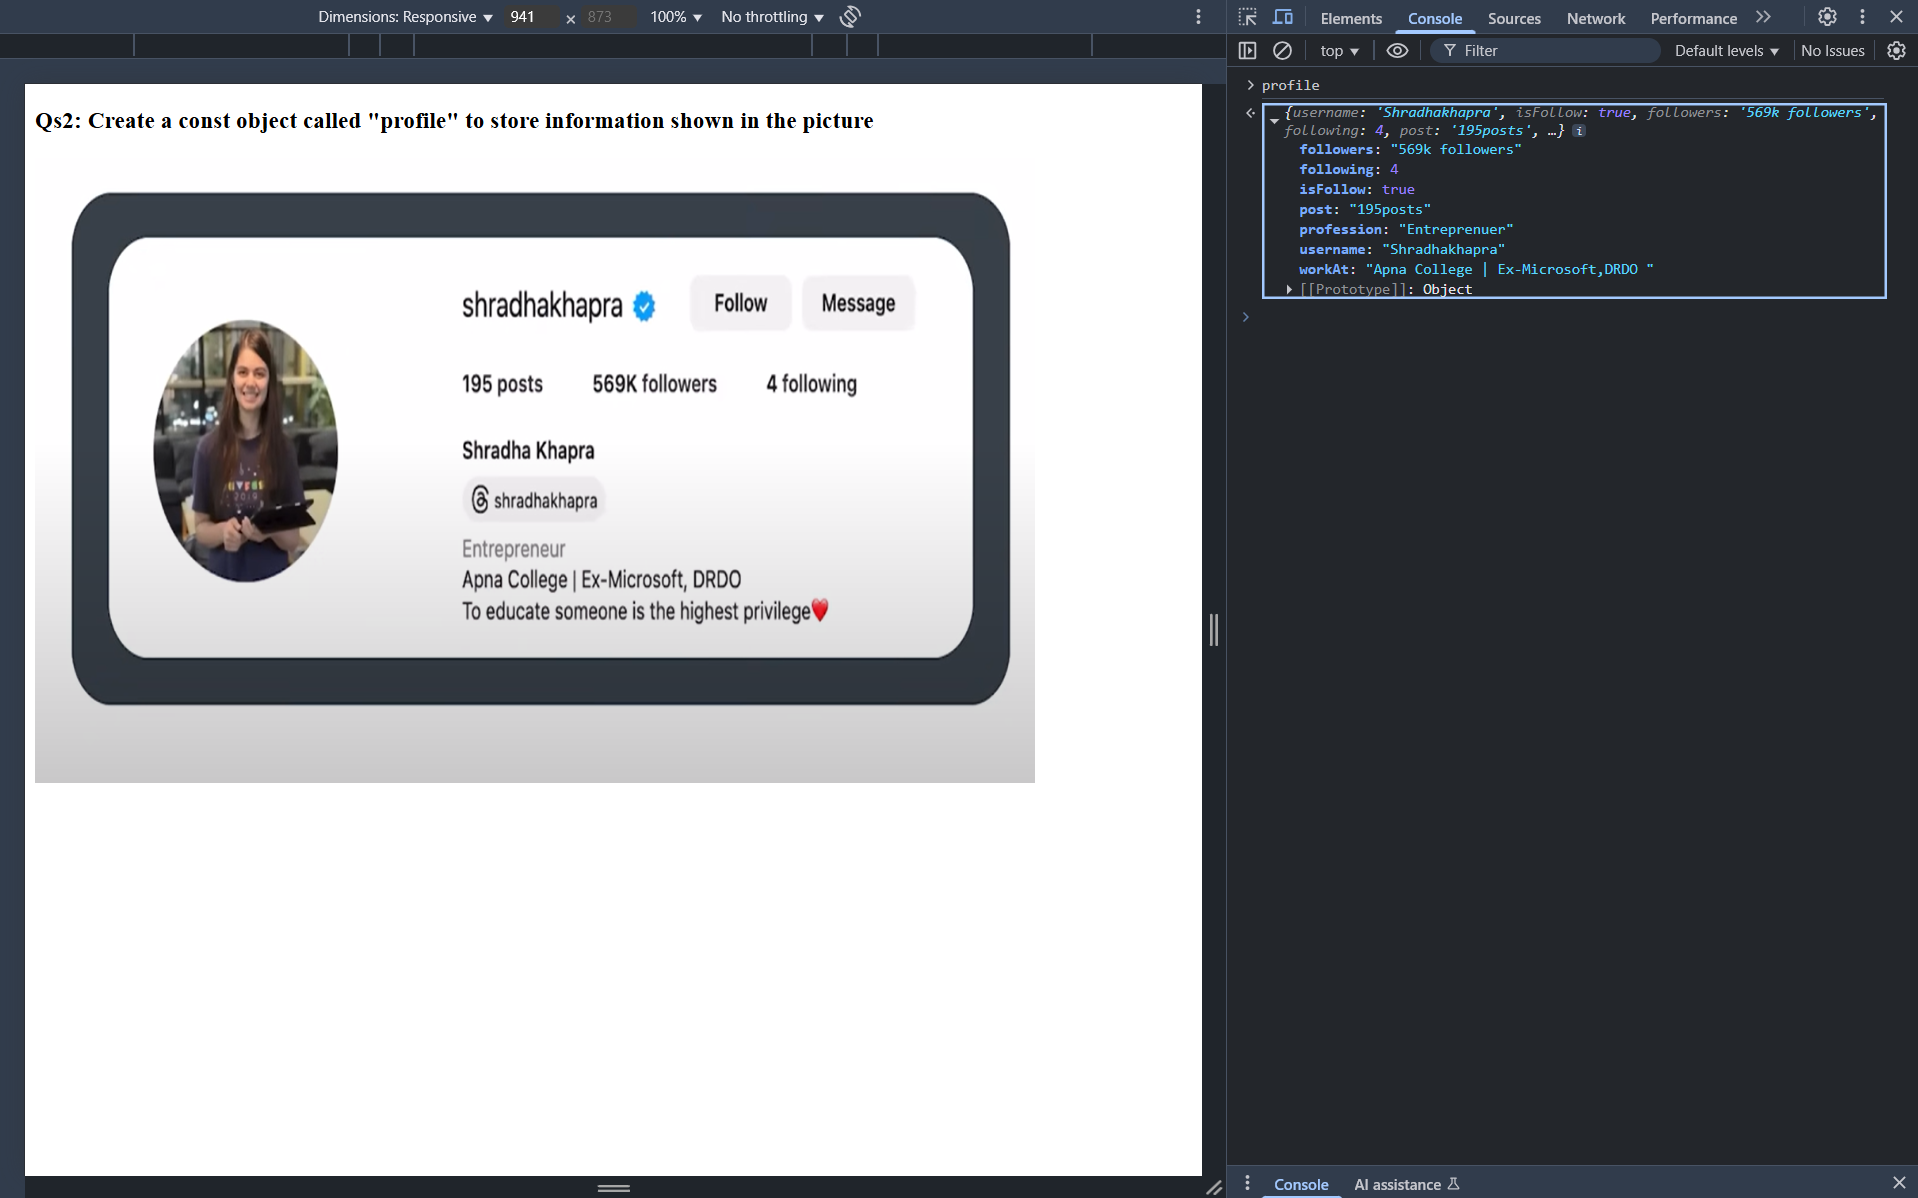 Dimensions: Responsive 941 × 873 100% No throttling
Qs2: Create a const object called "profile" to store information shown in the picture
shradhakhapra Follow Message
195 posts 569K followers 4 following
Shradha Khapra
shradhakhapra
Entrepreneur
Apna College | Ex-Microsoft, DRDO
To educate someone is the highest privilege❤️
Elements Console Sources Network Performance
top Filter Default levels No Issues
profile
{username: 'Shradhakhapra', isFollow: true, followers: '569k followers',
following: 4, post: '195posts', …}
followers: "569k followers"
following: 4
isFollow: true
post: "195posts"
profession: "Entreprenuer"
username: "Shradhakhapra"
workAt: "Apna College | Ex-Microsoft,DRDO "
[[Prototype]]: Object
Console AI assistance